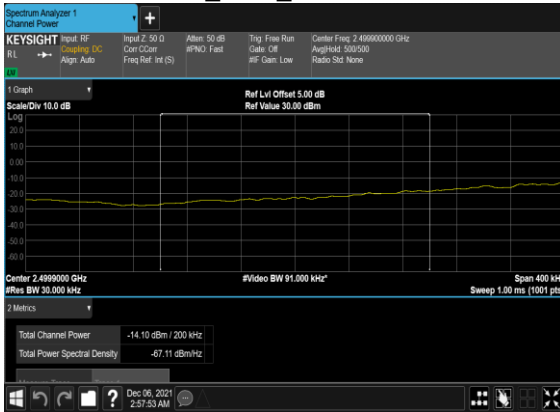 Spectrum Analyzer 1
Channel Power
+
KEYSIGHT Input: RF Input Z: 50 Ω Atten: 50 dB Trig: Free Run Center Freq: 2.499900000 GHz
RL Coupling: DC Corr CCorr #PNO: Fast Gate: Off Avg|Hold: 500/500
Align: Auto Freq Ref: Int (S) #IF Gain: Low Radio Std: None
1 Graph
Ref Lvl Offset 5.00 dB
Scale/Div 10.0 dB Ref Value 30.00 dBm
Log
20.0
10.0
0.00
-10.0
-20.0
-30.0
-40.0
-50.0
-60.0
Center 2.4999000 GHz #Video BW 91.000 kHz* Span 400 kH
#Res BW 30.000 kHz Sweep 1.00 ms (1001 pts
2 Metrics
Total Channel Power -14.10 dBm / 200 kHz
Total Power Spectral Density -67.11 dBm/Hz
? Dec 06, 2021
2:57:53 AM